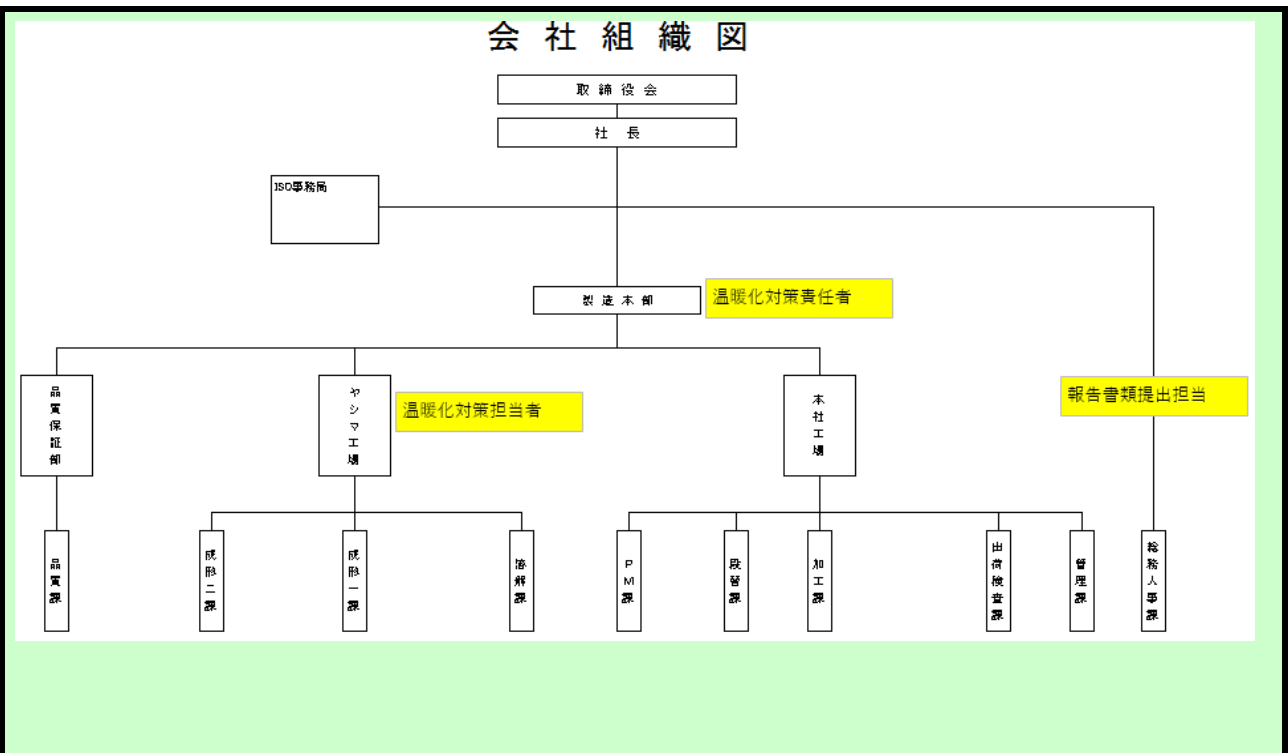 会社組織図
取締役会
社長
ISO事務局
製造本部
温暖化対策責任者
品質保証部
ヤシマ工場
温暖化対策担当者
本社工場
報告書類提出担当
品質課
成形二課
成形一課
溶解課
PM課
段替課
加工課
出荷検査課
管理課
総務人事課